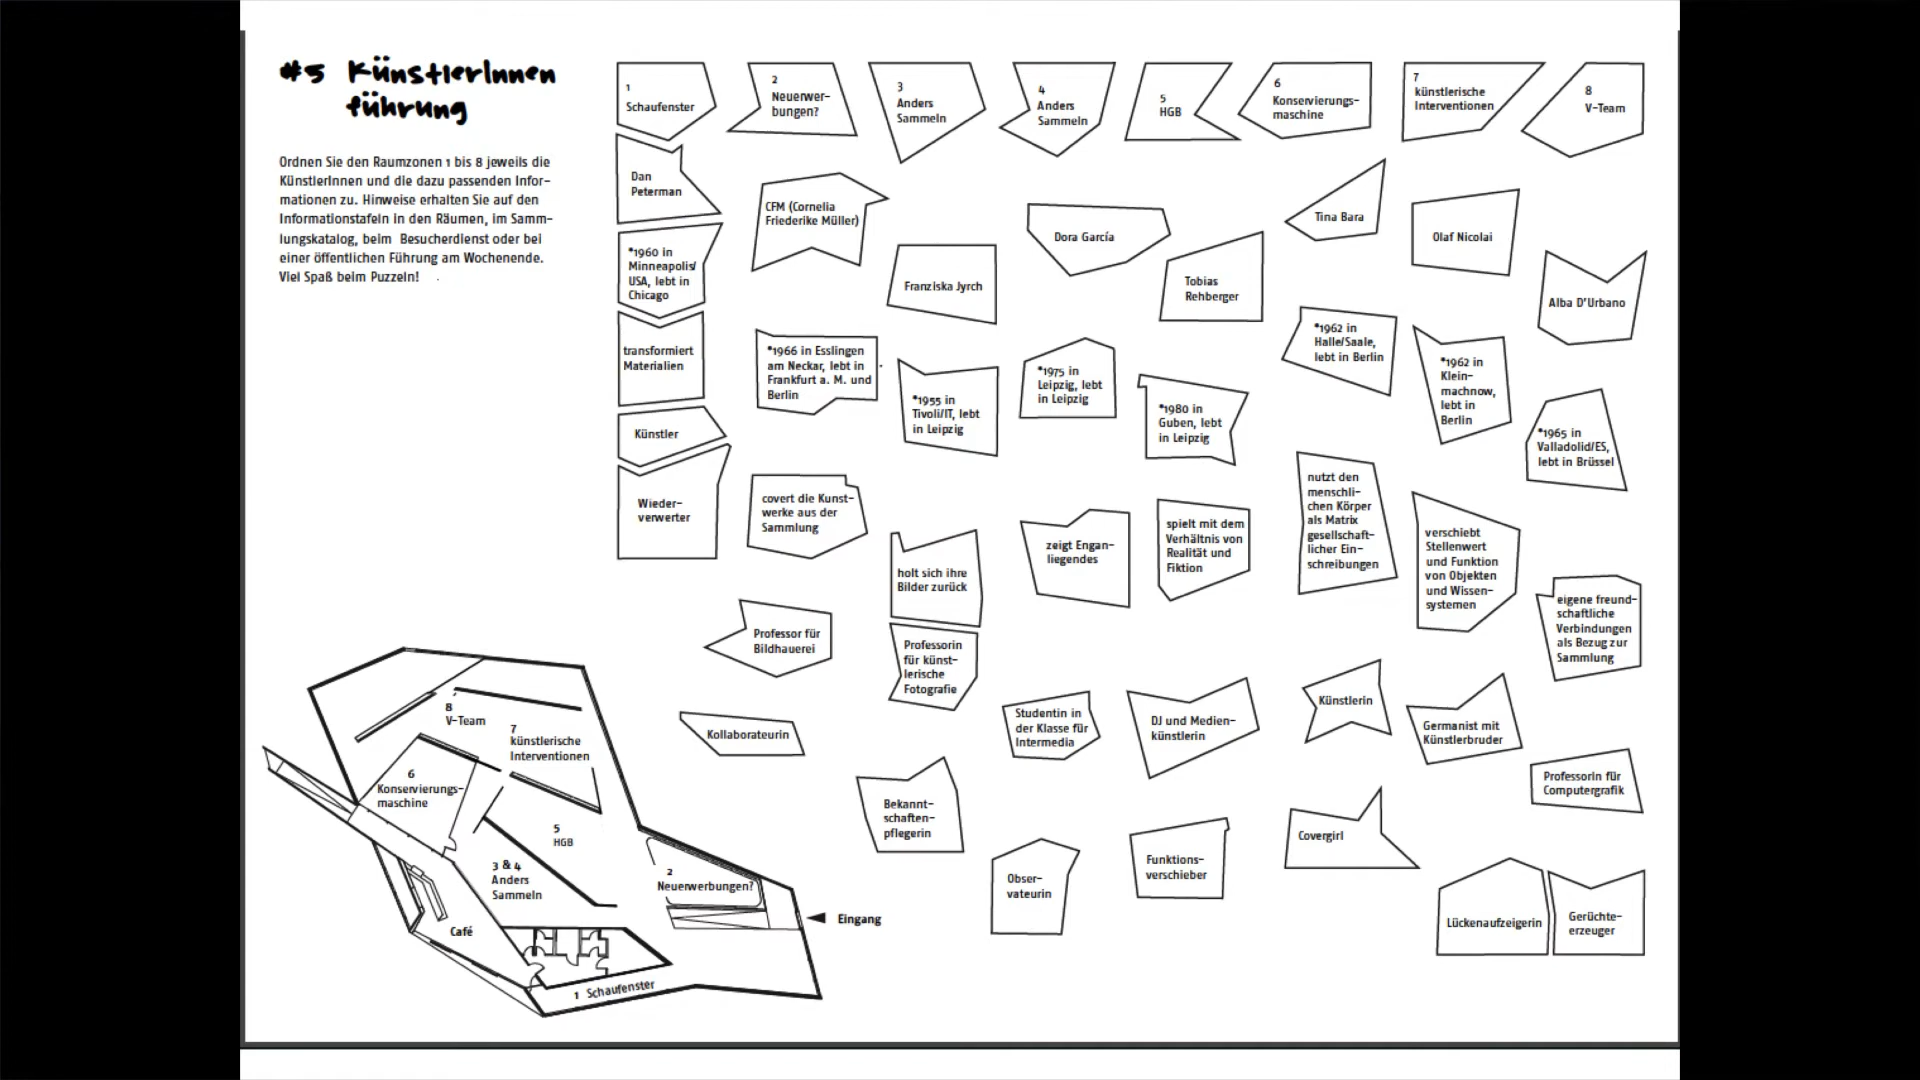 #5 KünstlerInnen
führung
Ordnen Sie den Raumzonen 1 bis 8 jeweils die
KünstlerInnen und die dazu passenden Infor-
mationen zu. Hinweise erhalten Sie auf den
Informationstafeln in den Räumen, im Samm-
lungskatalog, beim Besucherdienst oder bei
einer öffentlichen Führung am Wochenende.
Viel Spaß beim Puzzeln!
1
Schaufenster
2
Neuerwer-
bungen?
3
Anders
Sammeln
4
Anders
Sammeln
5
HGB
6
Konservierungs-
maschine
7
künstlerische
Interventionen
8
V-Team
Dan
Peterman
CFM (Cornelia
Friederike Müller)
Franziska Jyrch
Dora García
Tobias
Rehberger
Tina Bara
Olaf Nicolai
Alba D'Urbano
*1960 in
Minneapolis/
USA, lebt in
Chicago
*1966 in Esslingen
am Neckar, lebt in
Frankfurt a. M. und
Berlin
*1955 in
Tivoli/IT, lebt
in Leipzig
*1975 in
Leipzig, lebt
in Leipzig
*1980 in
Guben, lebt
in Leipzig
*1962 in
Halle/Saale,
lebt in Berlin
*1962 in
Klein-
machnow,
lebt in
Berlin
*1965 in
Valladolid/ES,
lebt in Brüssel
transformiert
Materialien
covert die Kunst-
werke aus der
Sammlung
holt sich ihre
Bilder zurück
zeigt Engan-
liegendes
spielt mit dem
Verhältnis von
Realität und
Fiktion
nutzt den
menschli-
chen Körper
als Matrix
gesellschaft-
licher Ein-
schreibungen
verschiebt
Stellenwert
und Funktion
von Objekten
und Wissen-
systemen
eigene freund-
schaftliche
Verbindungen
als Bezug zur
Sammlung
Künstler
Professor für
Bildhauerei
Professorin
für künst-
lerische
Fotografie
Studentin in
der Klasse für
Intermedia
DJ und Medien-
künstlerin
Künstlerin
Germanist mit
Künstlerbruder
Professorin für
Computergrafik
Wieder-
verwerter
Kollaborateurin
Bekannt-
schaften-
pflegerin
Obser-
vateurin
Funktions-
verschieber
Covergirl
Lückenaufzeigerin
Gerüchte-
erzeuger
8
V-Team
7
künstlerische
Interventionen
6
Konservierungs-
maschine
5
HGB
3 & 4
Anders
Sammeln
2
Neuerwerbungen?
Eingang
Café
1 Schaufenster